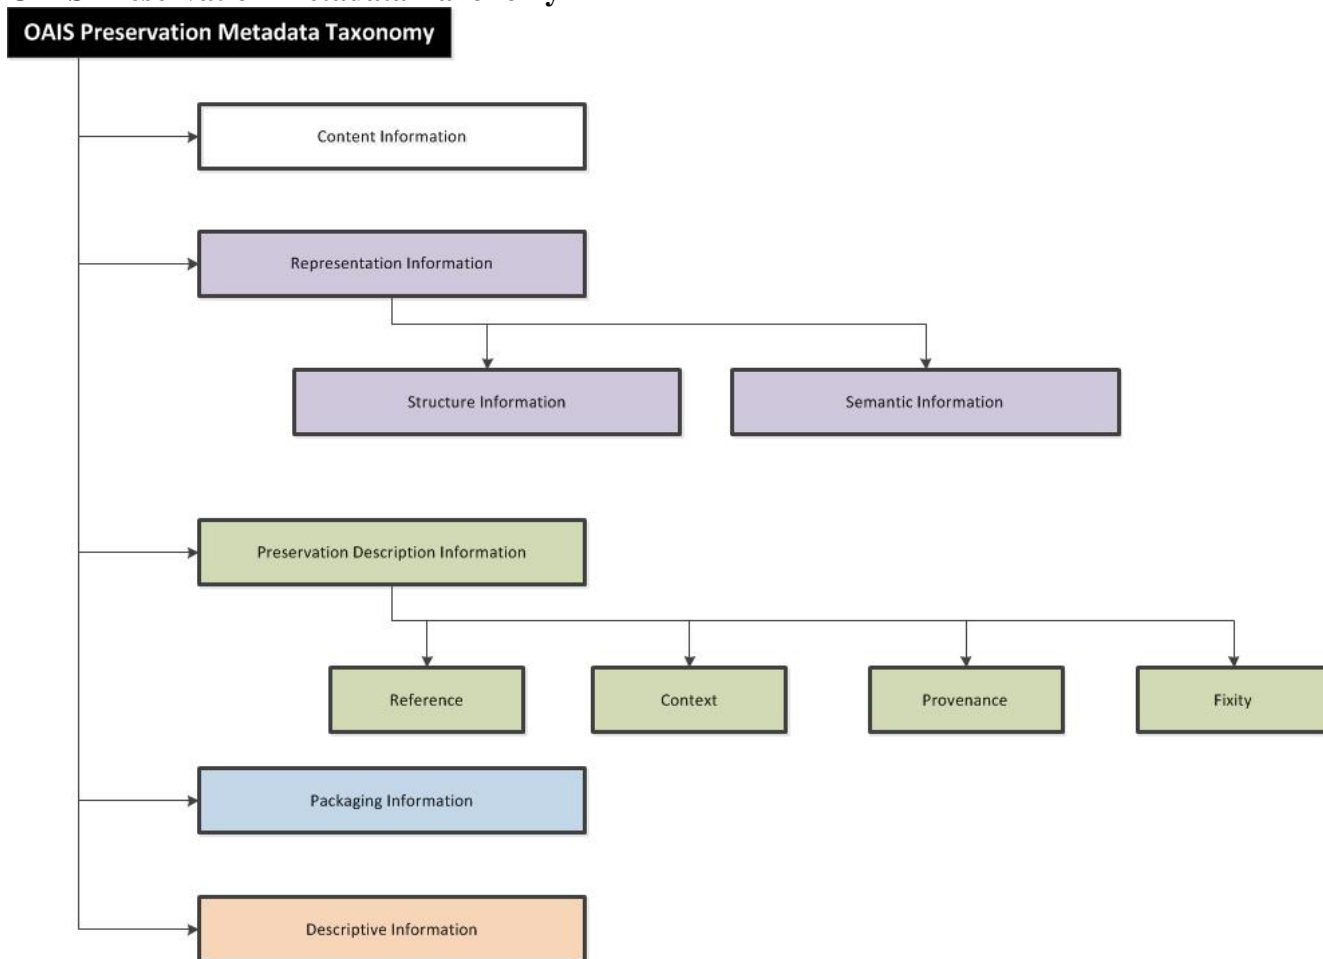 OAIS Preservation Metadata Taxonomy
Content Information
Representation Information
Structure Information
Semantic Information
Preservation Description Information
Reference
Context
Provenance
Fixity
Packaging Information
Descriptive Information